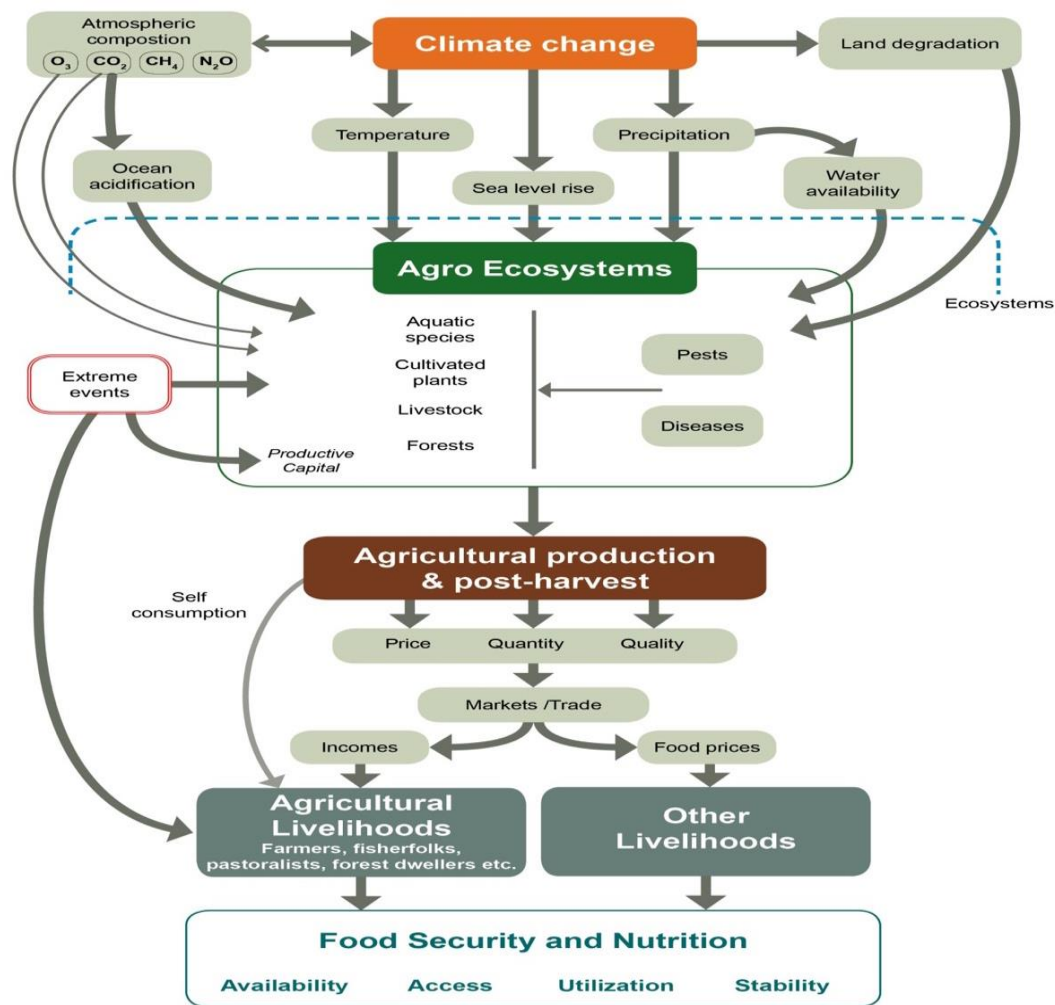 Atmospheric
compostion
O₃ CO₂ CH₄ N₂O
Climate change
Land degradation
Temperature
Precipitation
Ocean
acidification
Sea level rise
Water
availability
Agro Ecosystems
Ecosystems
Aquatic
species
Cultivated
plants
Livestock
Forests
Pests
Diseases
Extreme
events
Productive
Capital
Agricultural production
& post-harvest
Self
consumption
Price Quantity Quality
Markets /Trade
Incomes
Food prices
Agricultural
Livelihoods
Farmers, fisherfolks,
pastoralists, forest dwellers etc.
Other
Livelihoods
Food Security and Nutrition
Availability Access Utilization Stability